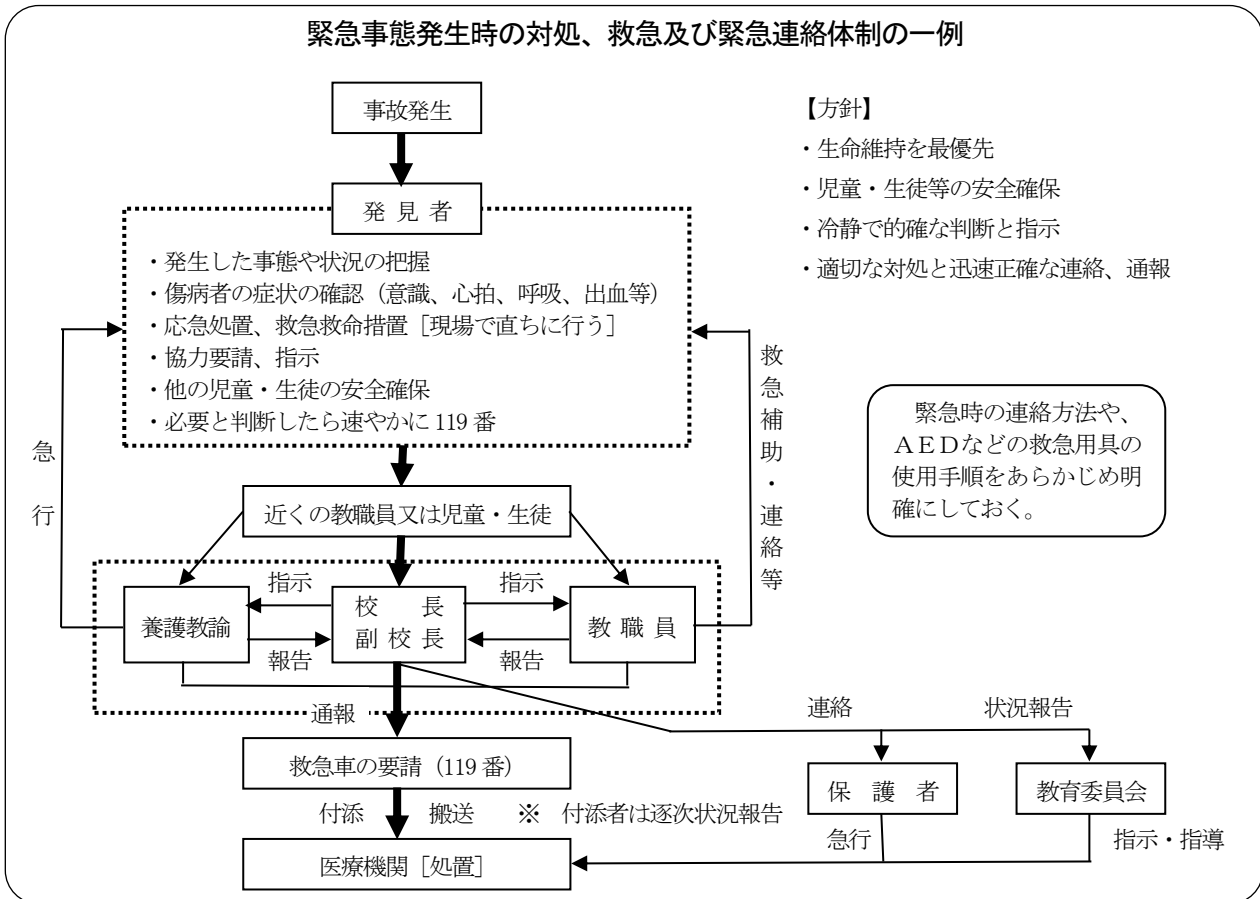 緊急事態発生時の対処、救急及び緊急連絡体制の一例
事故発生
【方針】
・生命維持を最優先
・児童・生徒等の安全確保
・冷静で的確な判断と指示
・適切な対処と迅速正確な連絡、通報
発 見 者
・発生した事態や状況の把握
・傷病者の症状の確認（意識、心拍、呼吸、出血等）
・応急処置、救急救命措置［現場で直ちに行う］
・協力要請、指示
・他の児童・生徒の安全確保
・必要と判断したら速やかに 119 番
急行
救急補助・連絡等
緊急時の連絡方法や、
ＡＥＤなどの救急用具の
使用手順をあらかじめ明
確にしておく。
近くの教職員又は児童・生徒
指示
指示
養護教諭
校　　長
副 校 長
教 職 員
報告
報告
通報
連絡
状況報告
救急車の要請（119 番）
保　護　者
教育委員会
付添
搬送
※　付添者は逐次状況報告
急行
指示・指導
医療機関［処置］